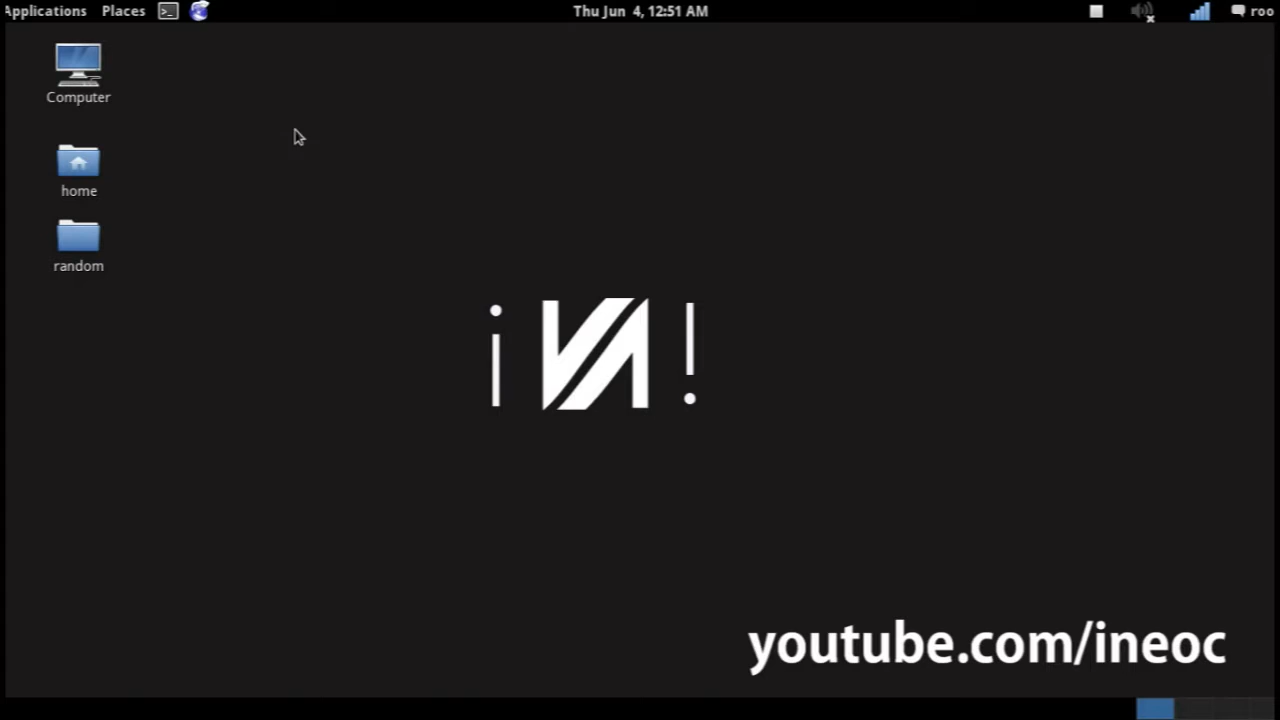 Applications Places Thu Jun 4, 12:51 AM roo
Computer
home
random
youtube.com/ineoc